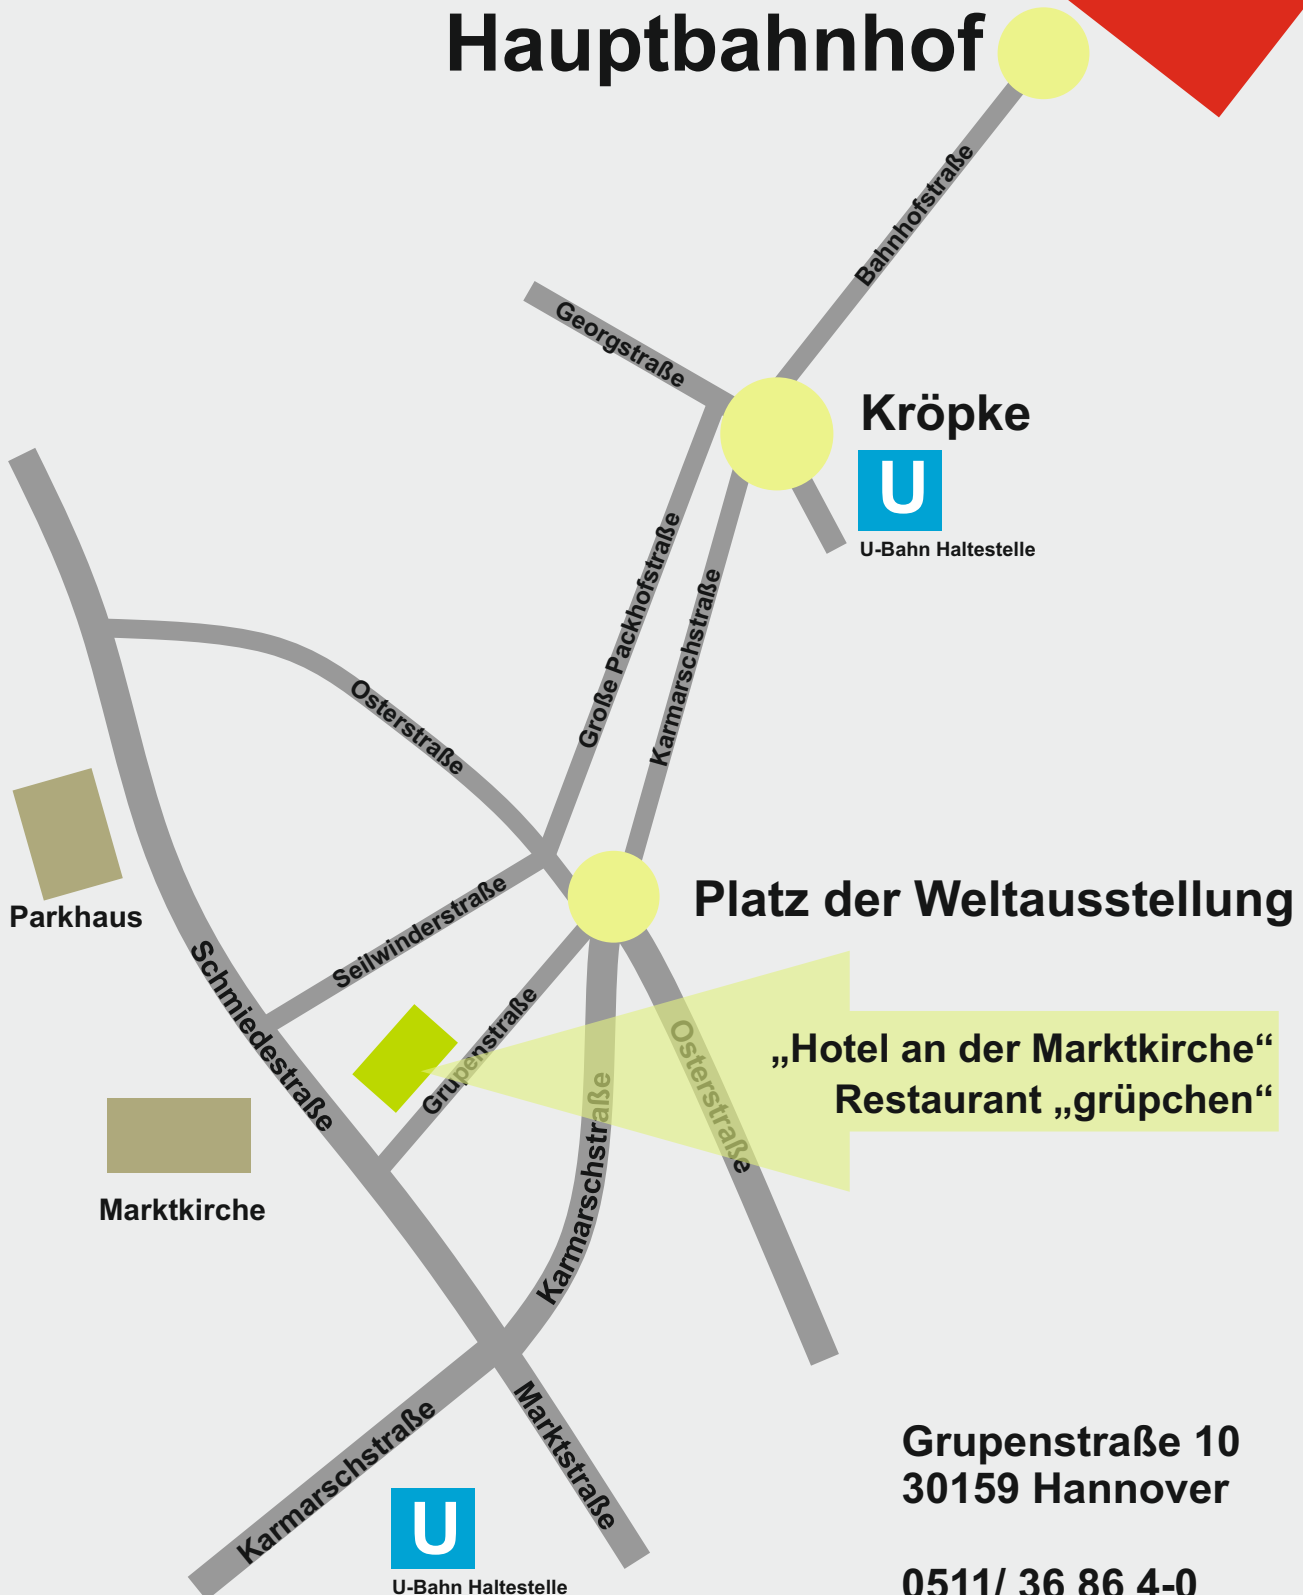 Hauptbahnhof
Bahnhofstraße
Georgstraße
Kröpke
U
U-Bahn Haltestelle
Große Packhofstraße
Karmarschstraße
Osterstraße
Parkhaus
Seilwinderstraße
Platz der Weltausstellung
Schmiedestraße
Grupenstraße
„Hotel an der Marktkirche“
Restaurant „grüpchen“
Osterstraße
Karmarschstraße
Marktkirche
Karmarschstraße
Marktstraße
U
U-Bahn Haltestelle
Grupenstraße 10
30159 Hannover
0511/ 36 86 4-0